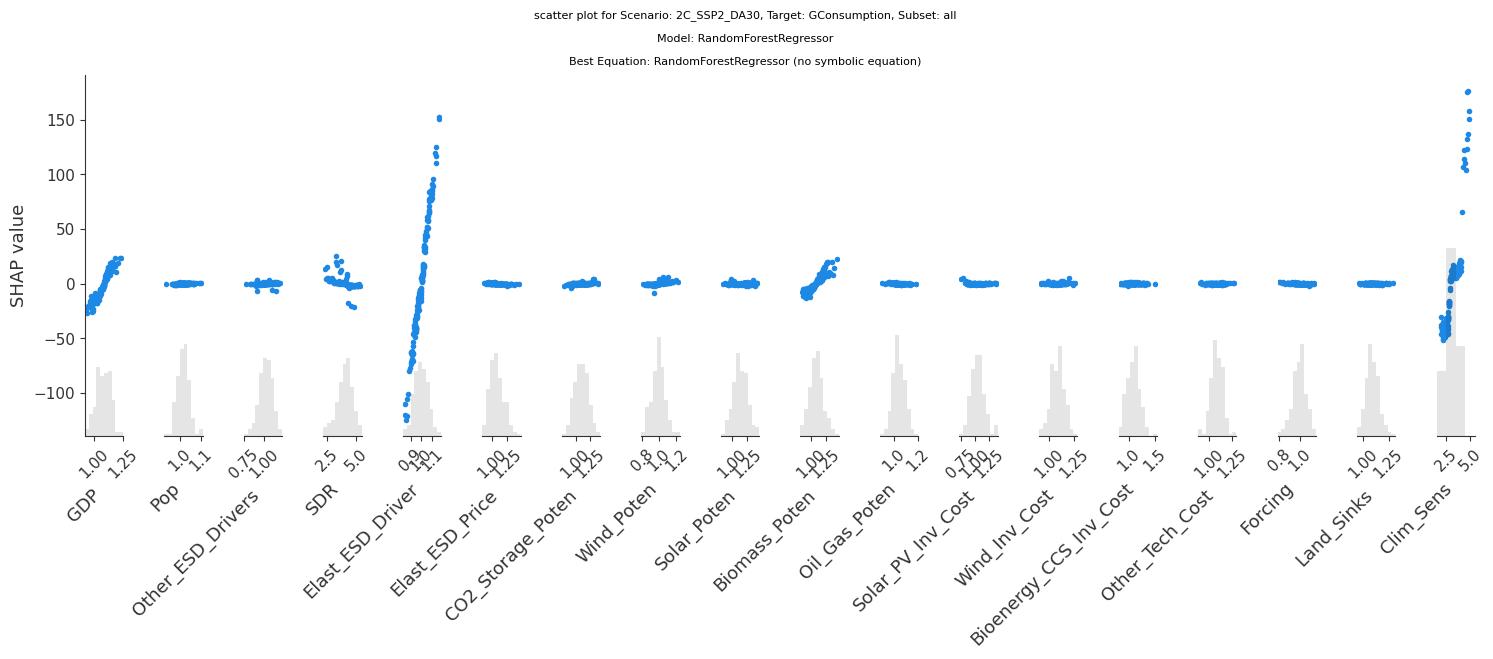 scatter plot for Scenario: 2C_SSP2_DA30, Target: GConsumption, Subset: all
Model: RandomForestRegressor
Best Equation: RandomForestRegressor (no symbolic equation)
SHAP value
150
100
50
0
−50
−100
1.00 1.25
GDP
1.0 1.1
Pop
0.75 1.00
Other_ESD_Drivers
2.5 5.0
SDR
0.9 1.0 1.1
Elast_ESD_Driver
1.00 1.25
Elast_ESD_Price
1.00 1.25
CO2_Storage_Poten
0.8 1.0 1.2
Wind_Poten
1.00 1.25
Solar_Poten
1.00 1.25
Biomass_Poten
1.0 1.2
Oil_Gas_Poten
0.75 1.00 1.25
Solar_PV_Inv_Cost
1.00 1.25
Wind_Inv_Cost
1.0 1.5
Bioenergy_CCS_Inv_Cost
1.00 1.25
Other_Tech_Cost
0.8 1.0
Forcing
1.00 1.25
Land_Sinks
2.5 5.0
Clim_Sens